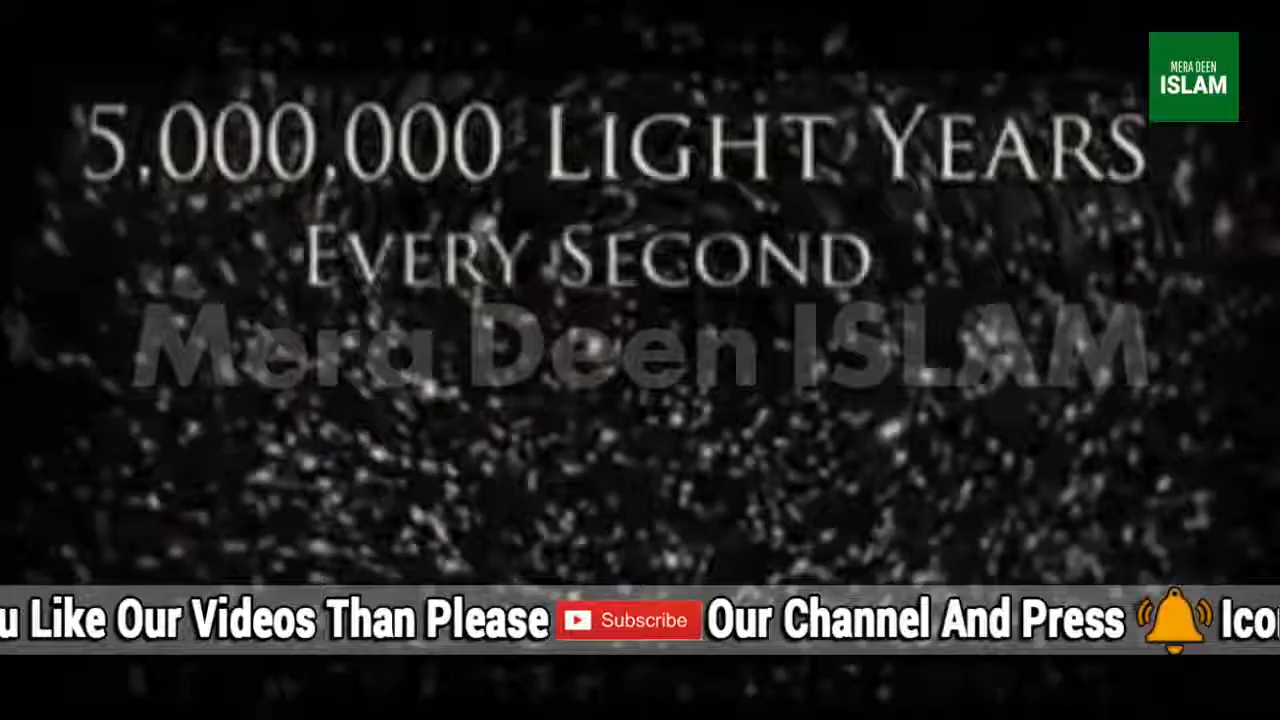 MERA DEEN
ISLAM
5,000,000 LIGHT YEARS
EVERY SECOND
Mera Deen ISLAM
u Like Our Videos Than Please Subscribe Our Channel And Press Ico